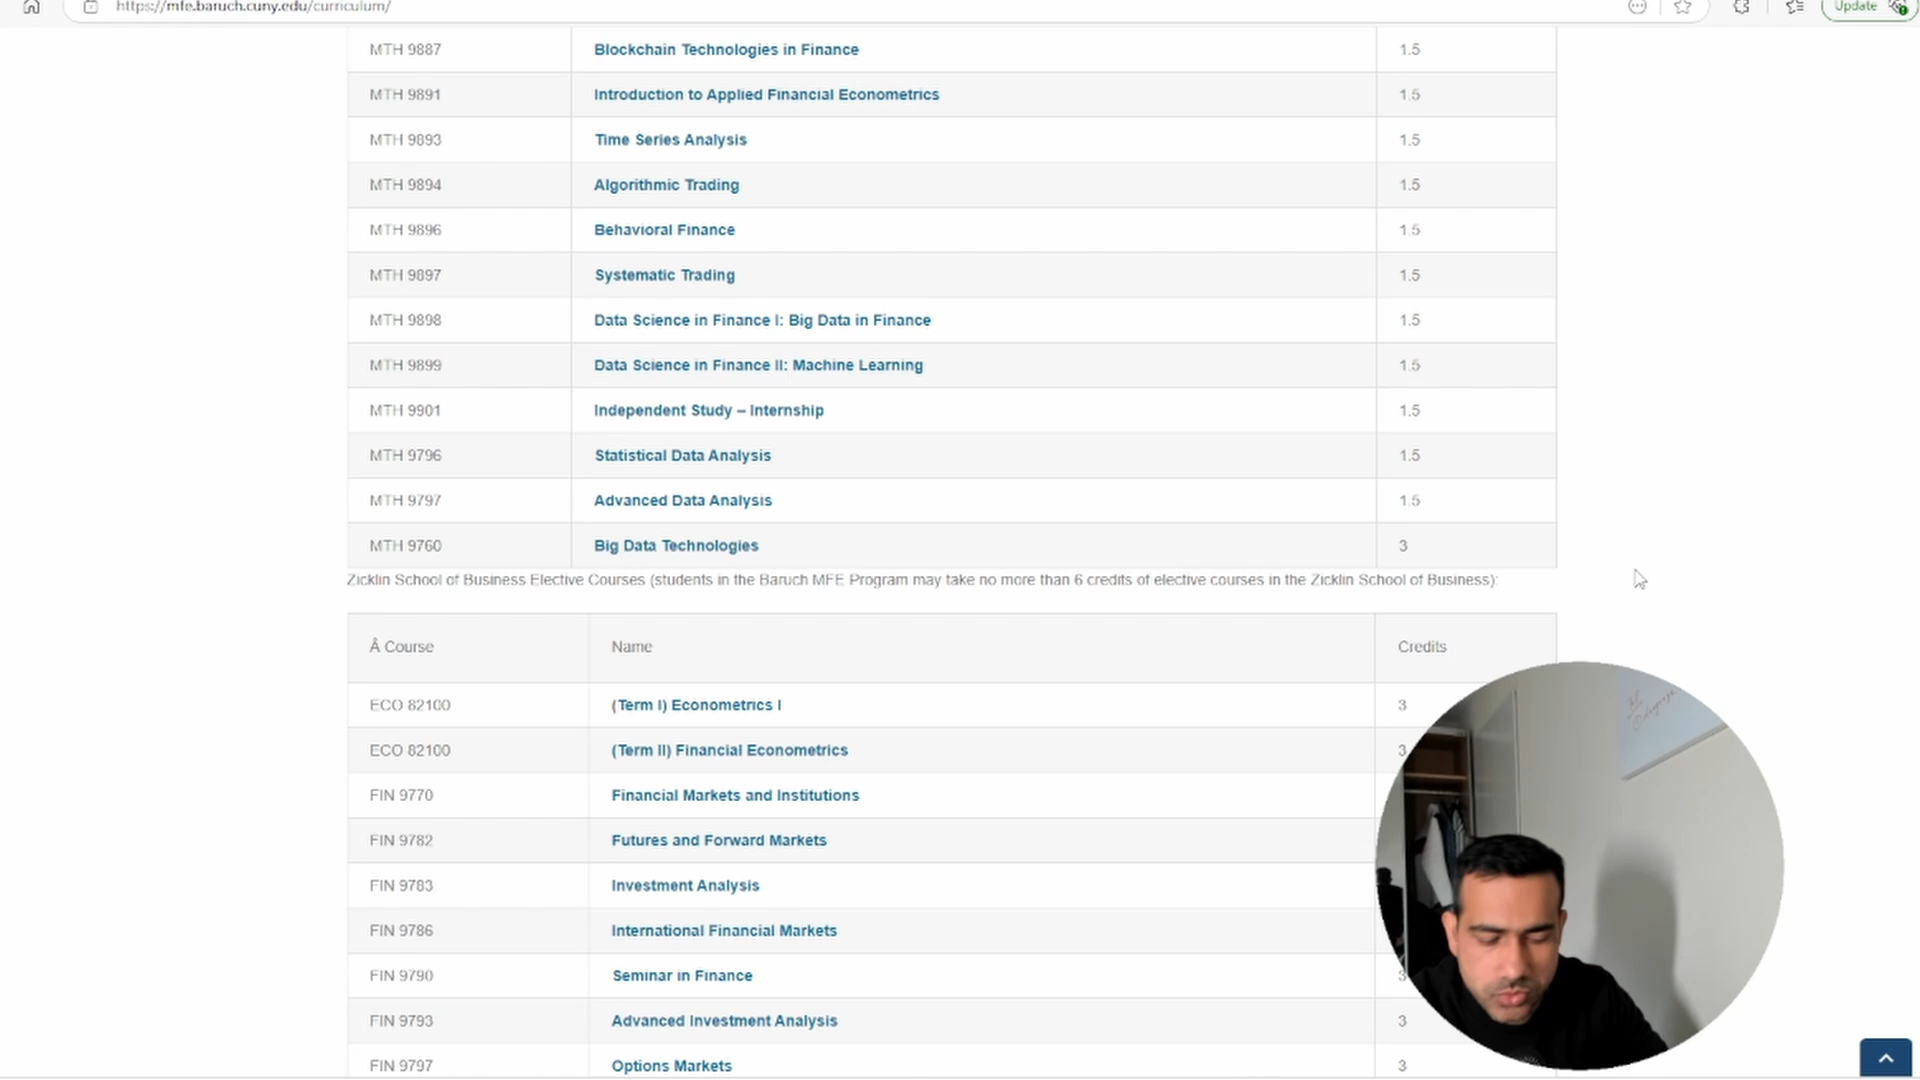 https://mfe.baruch.cuny.edu/curriculum/
Update
MTH 9887 Blockchain Technologies in Finance 1.5
MTH 9891 Introduction to Applied Financial Econometrics 1.5
MTH 9893 Time Series Analysis 1.5
MTH 9894 Algorithmic Trading 1.5
MTH 9896 Behavioral Finance 1.5
MTH 9897 Systematic Trading 1.5
MTH 9898 Data Science in Finance I: Big Data in Finance 1.5
MTH 9899 Data Science in Finance II: Machine Learning 1.5
MTH 9901 Independent Study – Internship 1.5
MTH 9796 Statistical Data Analysis 1.5
MTH 9797 Advanced Data Analysis 1.5
MTH 9760 Big Data Technologies 3
Zicklin School of Business Elective Courses (students in the Baruch MFE Program may take no more than 6 credits of elective courses in the Zicklin School of Business):
Â Course Name Credits
ECO 82100 (Term I) Econometrics I 3
ECO 82100 (Term II) Financial Econometrics 3
FIN 9770 Financial Markets and Institutions
FIN 9782 Futures and Forward Markets
FIN 9783 Investment Analysis
FIN 9786 International Financial Markets
FIN 9790 Seminar in Finance 3
FIN 9793 Advanced Investment Analysis 3
FIN 9797 Options Markets 3